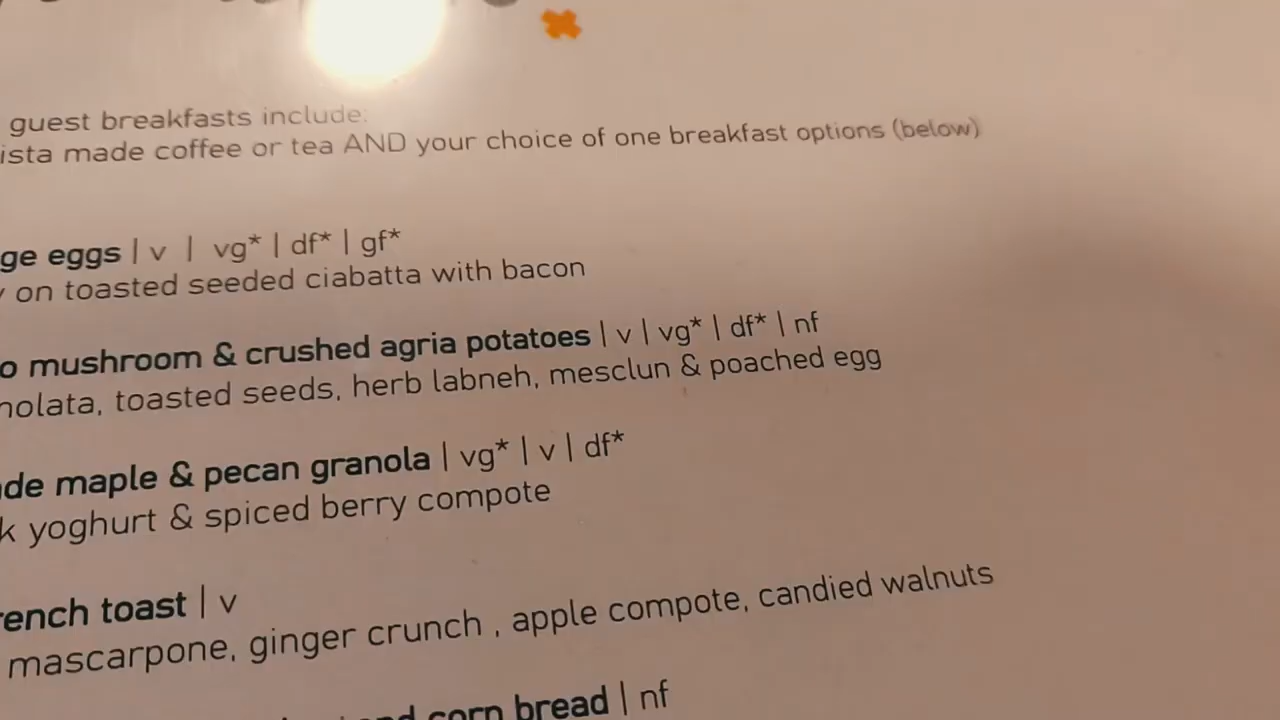 guest breakfasts include:
ista made coffee or tea AND your choice of one breakfast options (below)
ge eggs | v | vg* | df* | gf*
on toasted seeded ciabatta with bacon
o mushroom & crushed agria potatoes | v | vg* | df* | nf
nolata, toasted seeds, herb labneh, mesclun & poached egg
de maple & pecan granola | vg* | v | df*
k yoghurt & spiced berry compote
rench toast | v
mascarpone, ginger crunch , apple compote, candied walnuts
corn bread | nf